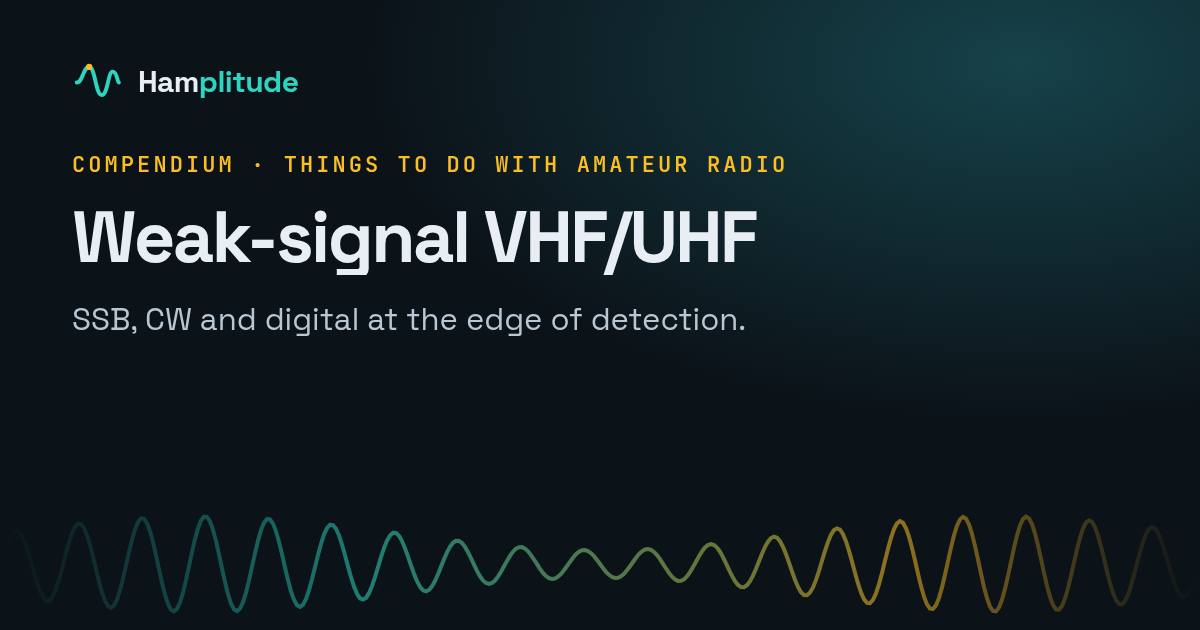 Hamplitude
COMPENDIUM · THINGS TO DO WITH AMATEUR RADIO
Weak-signal VHF/UHF
SSB, CW and digital at the edge of detection.